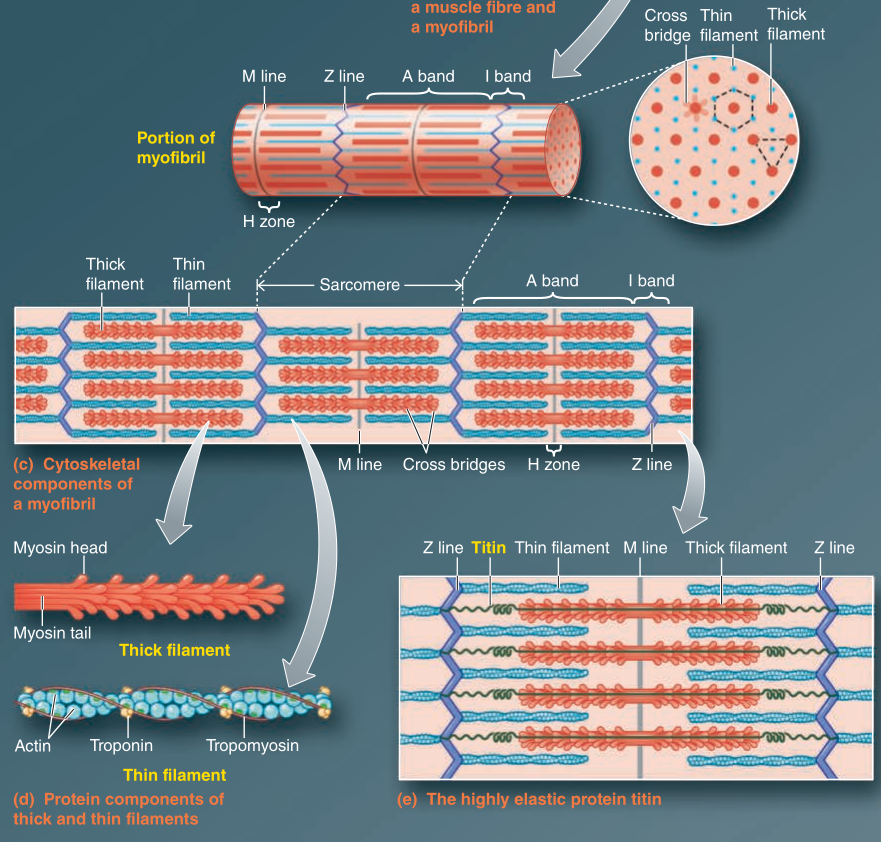 a muscle fibre and
a myofibril
Cross
bridge
Thin
filament
Thick
filament
M line
Z line
A band
I band
Portion of
myofibril
H zone
Thick
filament
Thin
filament
Sarcomere
A band
I band
M line
Cross bridges
H zone
Z line
(c) Cytoskeletal
components of
a myofibril
Myosin head
Myosin tail
Thick filament
Actin
Troponin
Tropomyosin
Thin filament
(d) Protein components of
thick and thin filaments
Z line
Titin
Thin filament
M line
Thick filament
Z line
(e) The highly elastic protein titin